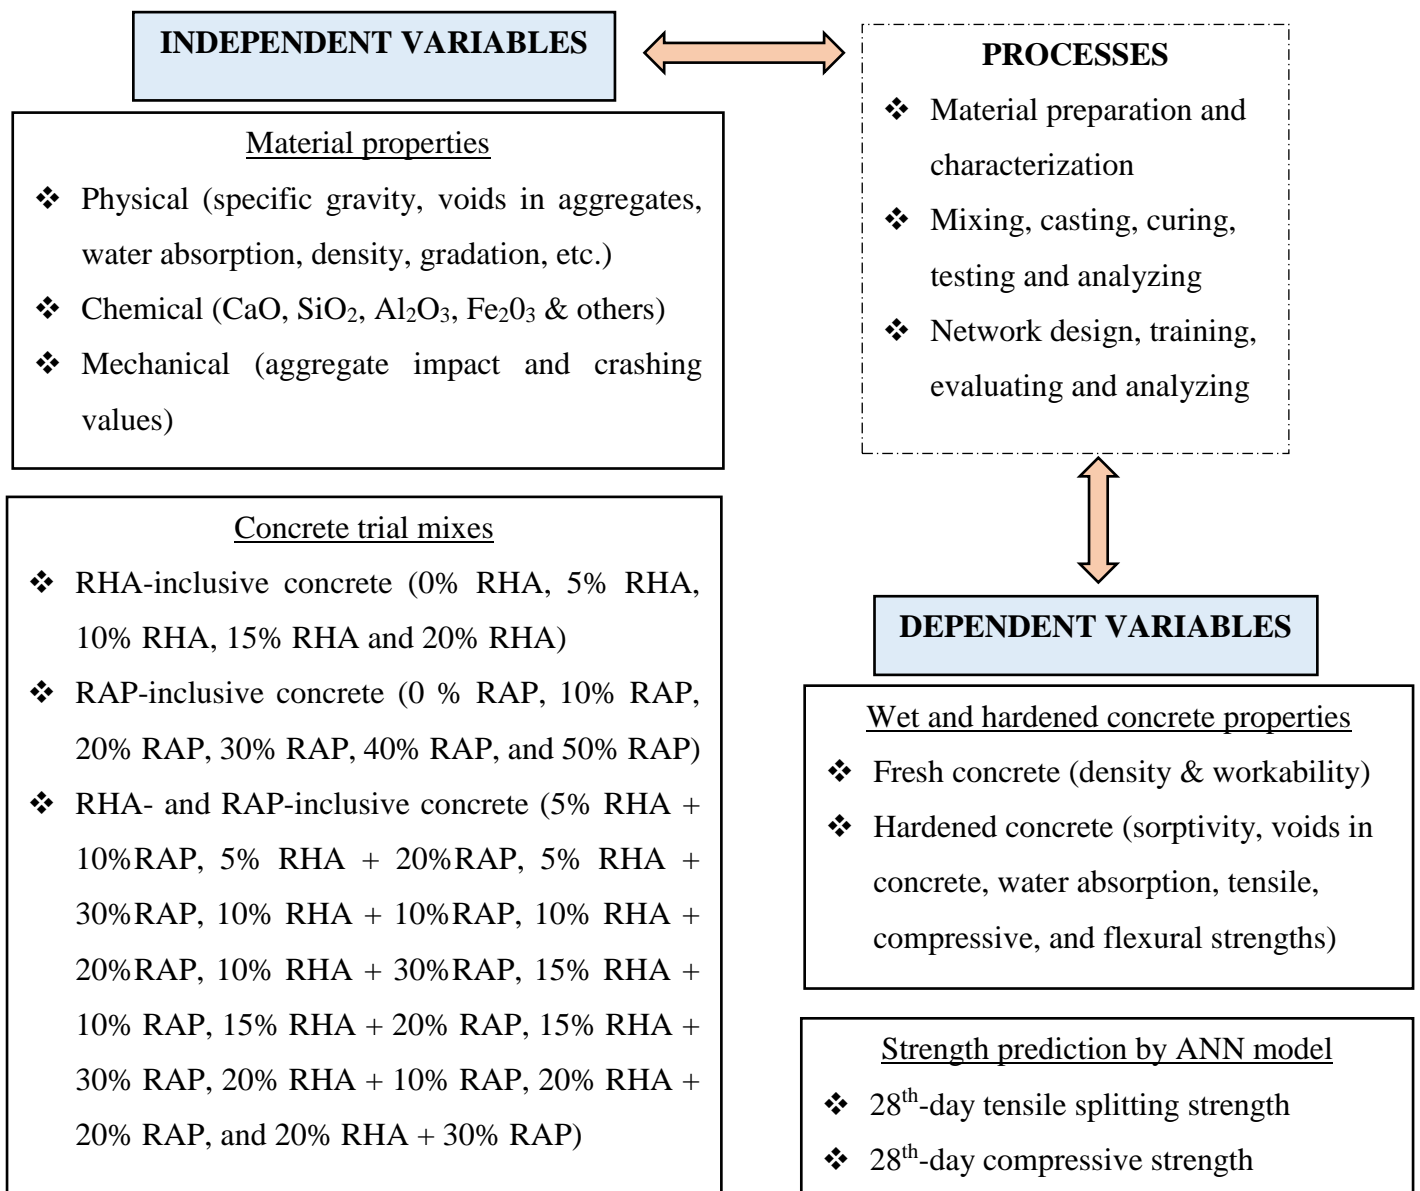 INDEPENDENT VARIABLES
Material properties
❖ Physical (specific gravity, voids in aggregates,
water absorption, density, gradation, etc.)
❖ Chemical (CaO, SiO₂, Al₂O₃, Fe₂0₃ & others)
❖ Mechanical (aggregate impact and crashing
values)
Concrete trial mixes
❖ RHA-inclusive concrete (0% RHA, 5% RHA,
10% RHA, 15% RHA and 20% RHA)
❖ RAP-inclusive concrete (0 % RAP, 10% RAP,
20% RAP, 30% RAP, 40% RAP, and 50% RAP)
❖ RHA- and RAP-inclusive concrete (5% RHA +
10%RAP, 5% RHA + 20%RAP, 5% RHA +
30%RAP, 10% RHA + 10%RAP, 10% RHA +
20%RAP, 10% RHA + 30%RAP, 15% RHA +
10% RAP, 15% RHA + 20% RAP, 15% RHA +
30% RAP, 20% RHA + 10% RAP, 20% RHA +
20% RAP, and 20% RHA + 30% RAP)
PROCESSES
❖ Material preparation and
characterization
❖ Mixing, casting, curing,
testing and analyzing
❖ Network design, training,
evaluating and analyzing
DEPENDENT VARIABLES
Wet and hardened concrete properties
❖ Fresh concrete (density & workability)
❖ Hardened concrete (sorptivity, voids in
concrete, water absorption, tensile,
compressive, and flexural strengths)
Strength prediction by ANN model
❖ 28th-day tensile splitting strength
❖ 28th-day compressive strength